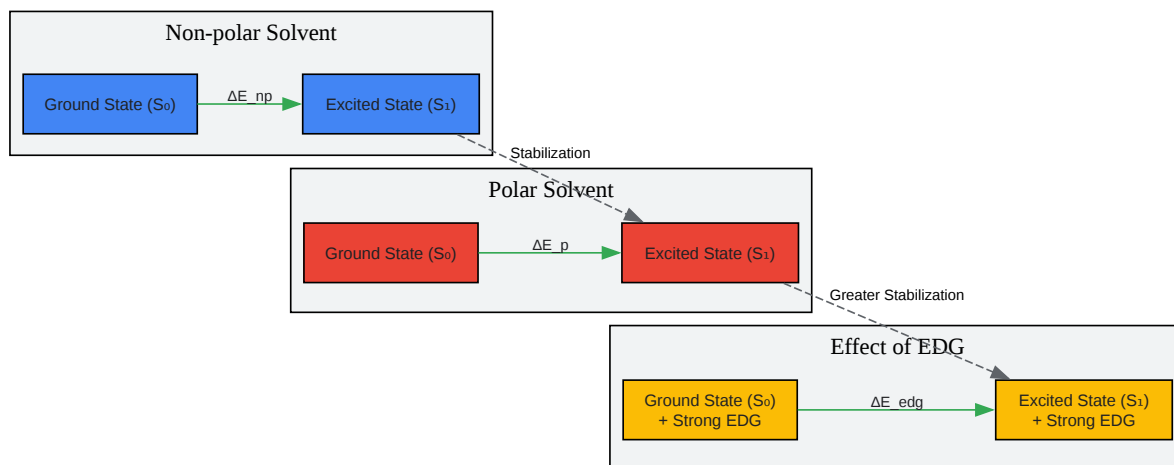 Non-polar Solvent
Ground State (S₀)
ΔE_np
Excited State (S₁)
Stabilization
Polar Solvent
Ground State (S₀)
ΔE_p
Excited State (S₁)
Greater Stabilization
Effect of EDG
Ground State (S₀)
+ Strong EDG
ΔE_edg
Excited State (S₁)
+ Strong EDG